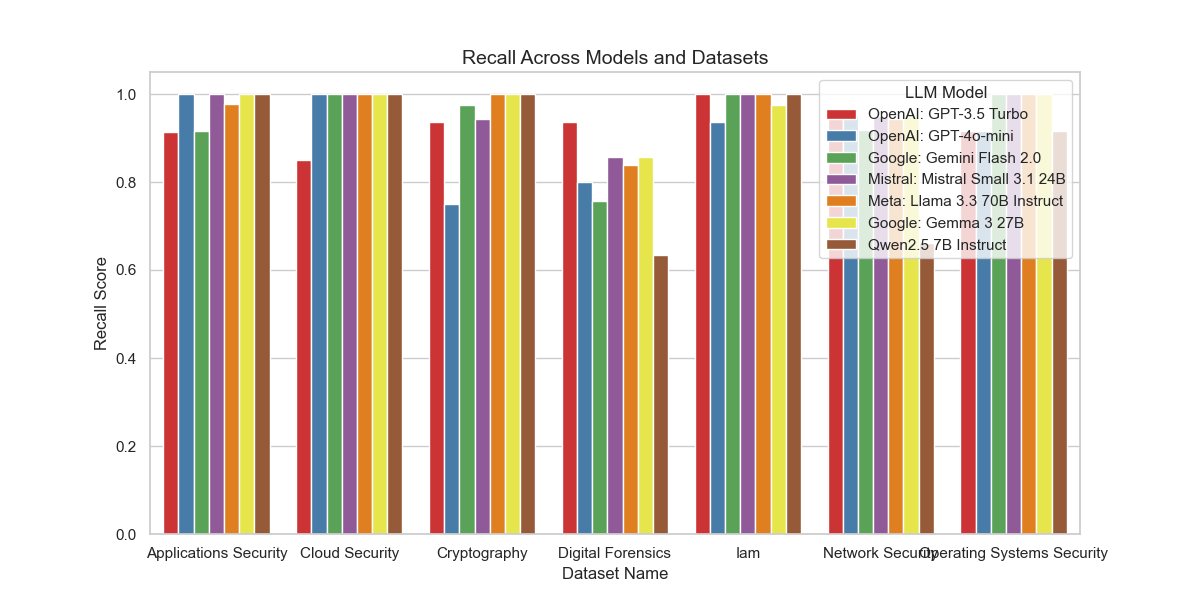 Recall Across Models and Datasets
LLM Model
OpenAI: GPT-3.5 Turbo
OpenAI: GPT-4o-mini
Google: Gemini Flash 2.0
Mistral: Mistral Small 3.1 24B
Meta: Llama 3.3 70B Instruct
Google: Gemma 3 27B
Qwen2.5 7B Instruct
Recall Score
1.0
0.8
0.6
0.4
0.2
0.0
Applications Security
Cloud Security
Cryptography
Digital Forensics
Iam
Network Security
Operating Systems Security
Dataset Name